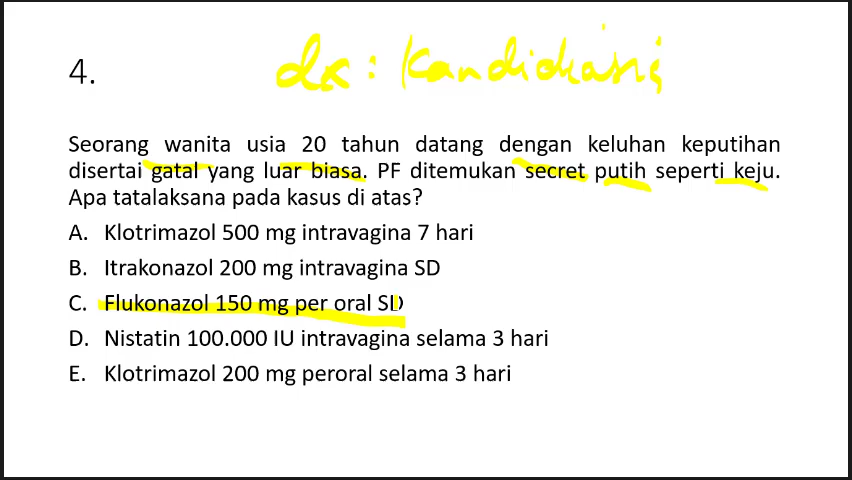 4.
dx : Kandidiasis
Seorang wanita usia 20 tahun datang dengan keluhan keputihan
disertai gatal yang luar biasa. PF ditemukan secret putih seperti keju.
Apa tatalaksana pada kasus di atas?
A. Klotrimazol 500 mg intravagina 7 hari
B. Itrakonazol 200 mg intravagina SD
C. Flukonazol 150 mg per oral SD
D. Nistatin 100.000 IU intravagina selama 3 hari
E. Klotrimazol 200 mg peroral selama 3 hari